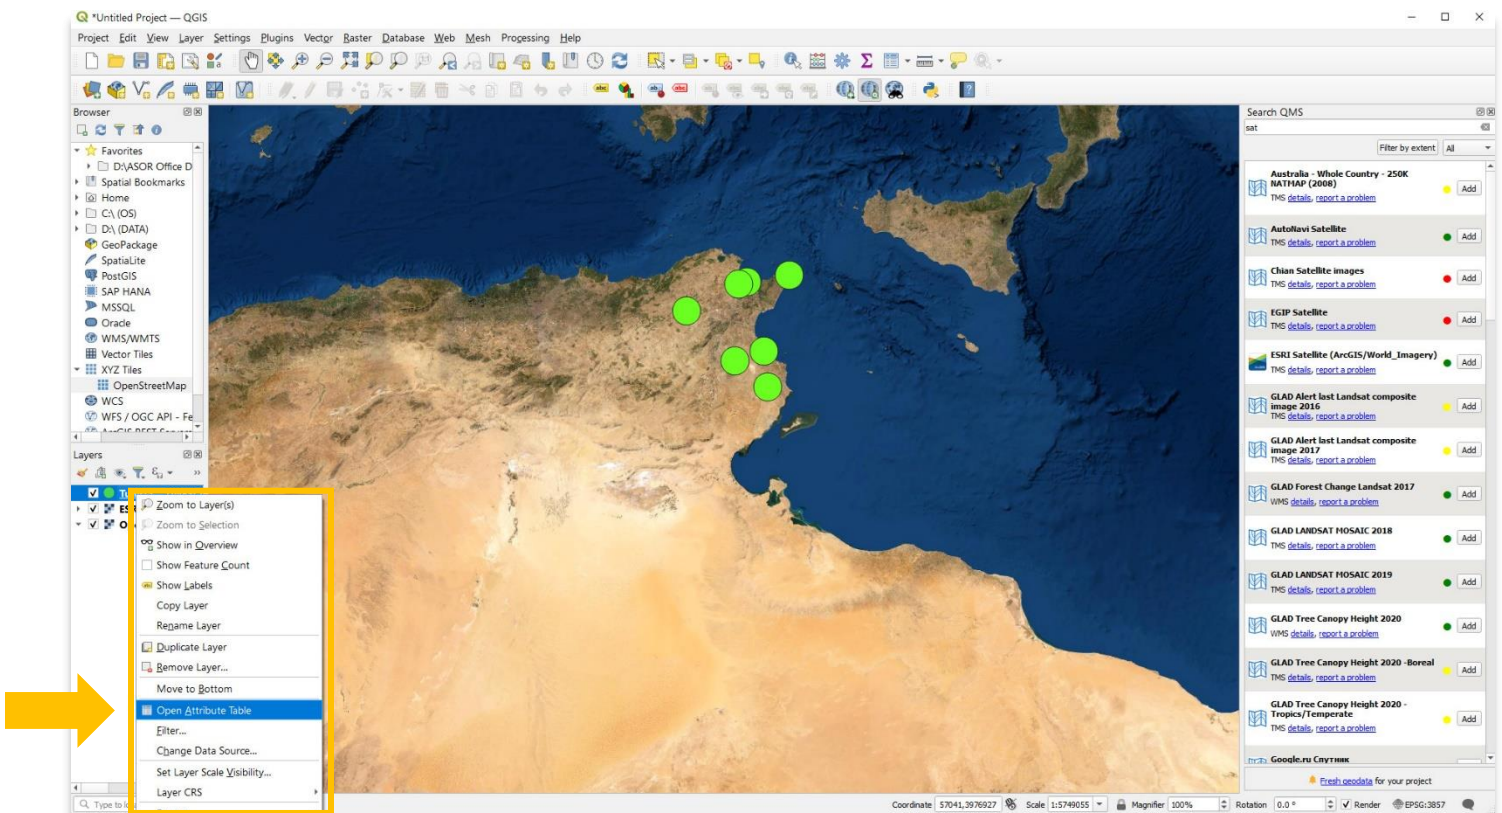 *Untitled Project — QGIS
Project Edit View Layer Settings Plugins Vector Raster Database Web Mesh Processing Help
Browser
Favorites
D:\ASOR Office D
Spatial Bookmarks
Home
C:\ (OS)
D:\ (DATA)
GeoPackage
SpatiaLite
PostGIS
SAP HANA
MSSQL
Oracle
WMS/WMTS
Vector Tiles
XYZ Tiles
OpenStreetMap
WCS
WFS / OGC API - Fe
Layers
ESR
Zoom to Layer(s)
Zoom to Selection
Show in Overview
Show Feature Count
Show Labels
Copy Layer
Rename Layer
Duplicate Layer
Remove Layer...
Move to Bottom
Open Attribute Table
Filter...
Change Data Source...
Set Layer Scale Visibility...
Layer CRS
Search QMS
sat
Filter by extent All
Australia - Whole Country - 250K
NATMAP (2008)
TMS details, report a problem
Add
AutoNavi Satellite
TMS details, report a problem
Add
Chian Satellite images
TMS details, report a problem
Add
EGIP Satellite
TMS details, report a problem
Add
ESRI Satellite (ArcGIS/World_Imagery)
TMS details, report a problem
Add
GLAD Alert last Landsat composite
image 2016
TMS details, report a problem
Add
GLAD Alert last Landsat composite
image 2017
TMS details, report a problem
Add
GLAD Forest Change Landsat 2017
WMS details, report a problem
Add
GLAD LANDSAT MOSAIC 2018
TMS details, report a problem
Add
GLAD LANDSAT MOSAIC 2019
TMS details, report a problem
Add
GLAD Tree Canopy Height 2020
WMS details, report a problem
Add
GLAD Tree Canopy Height 2020 -Boreal
TMS details, report a problem
Add
GLAD Tree Canopy Height 2020 -
Tropics/Temperate
TMS details, report a problem
Add
Google.ru Спутник
Fresh geodata for your project
Type to
Coordinate 57041,3976927 Scale 1:5749055 Magnifier 100% Rotation 0.0 ° Render EPSG:3857